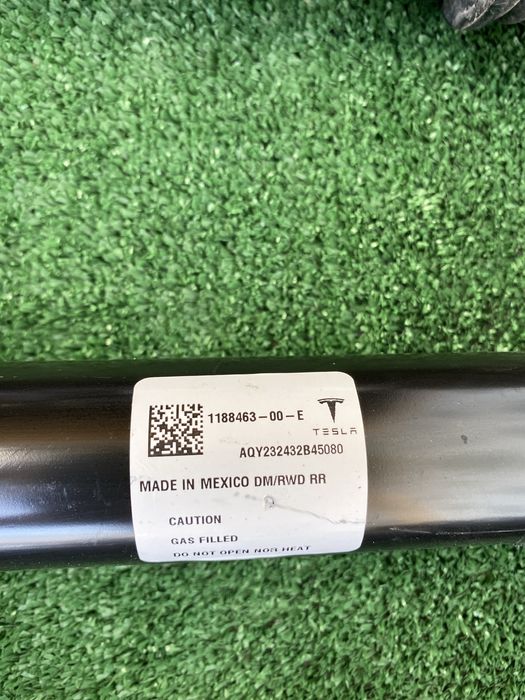 1188463-00-E
TESLA
AQY232432B45080
MADE IN MEXICO DM/RWD RR
CAUTION
GAS FILLED
DO NOT OPEN NOR HEAT